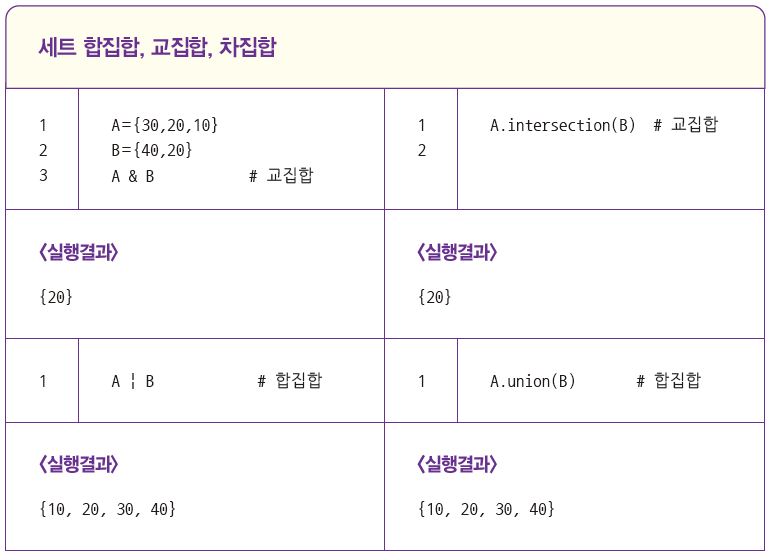 세트 합집합, 교집합, 차집합
1 A={30,20,10}
2 B={40,20}
3 A & B # 교집합
1 A.intersection(B) # 교집합
2
<실행결과>
{20}
<실행결과>
{20}
1 A ¦ B # 합집합
1 A.union(B) # 합집합
<실행결과>
{10, 20, 30, 40}
<실행결과>
{10, 20, 30, 40}